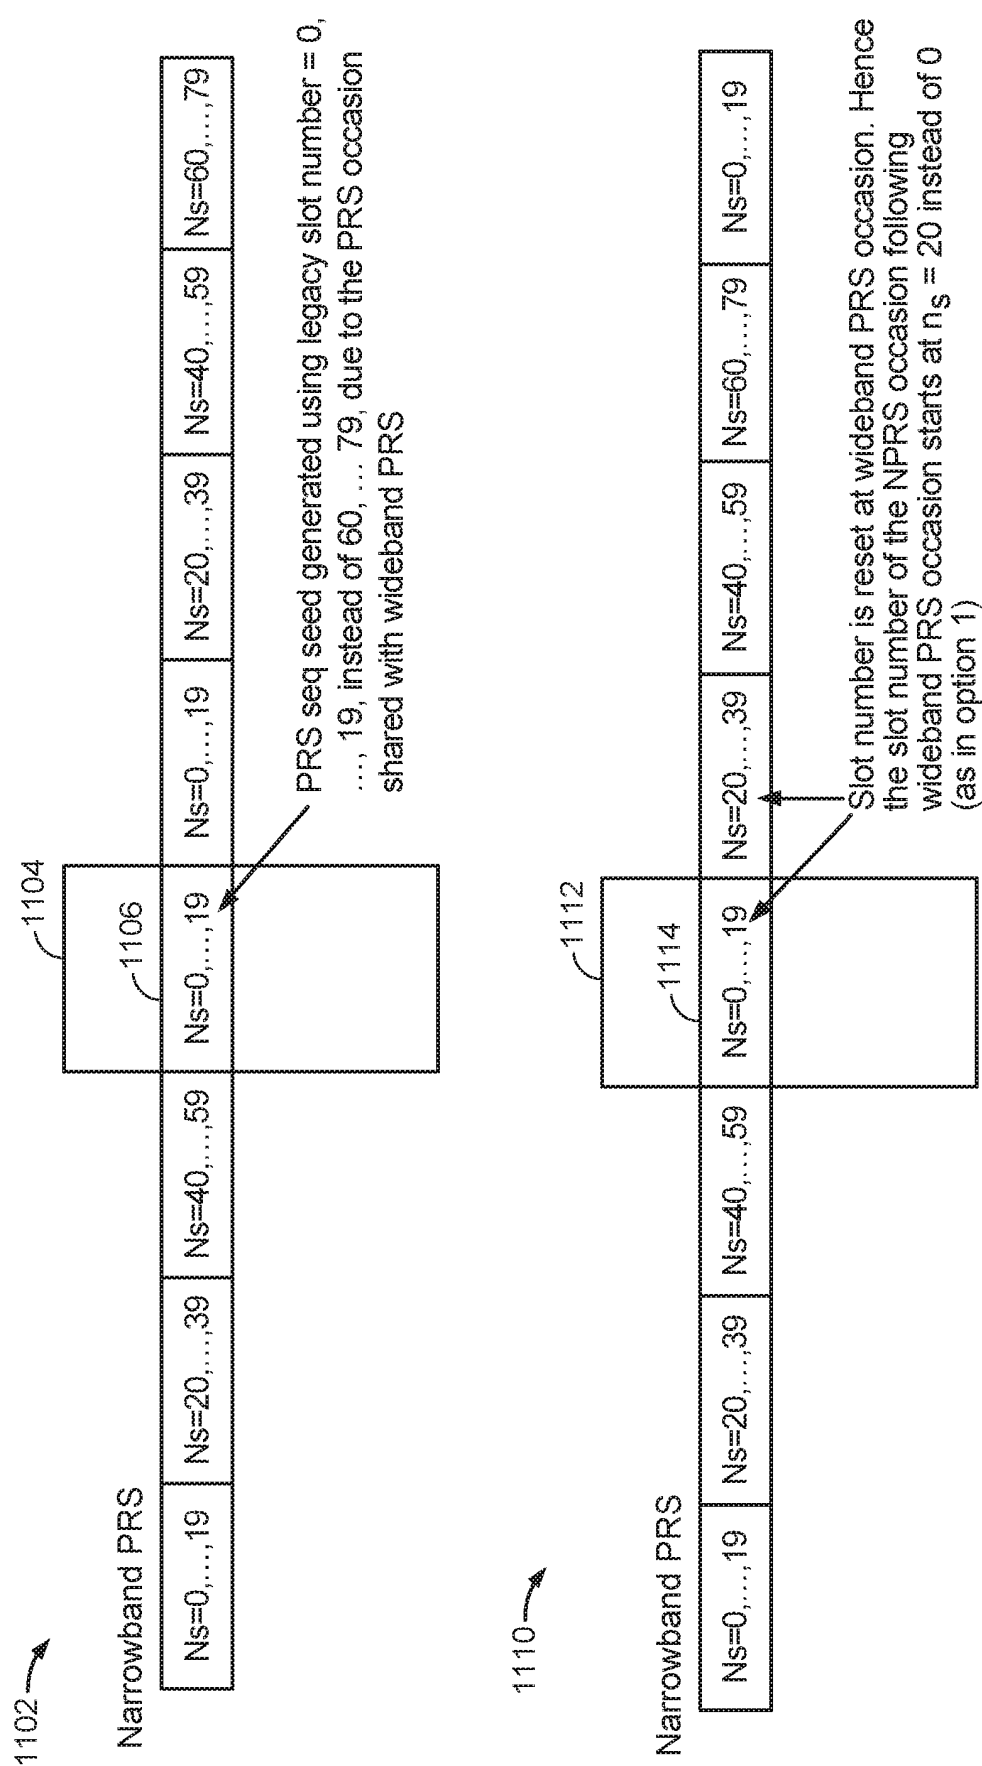 1102
Narrowband PRS
1104
1106
Ns=0,...,19
Ns=20,...,39
Ns=40,...,59
Ns=0,...,19
Ns=0,...,19
Ns=20,...,39
Ns=40,...,59
Ns=60,...,79
PRS seq seed generated using legacy slot number = 0,
..., 19, instead of 60, ... 79, due to the PRS occasion
shared with wideband PRS
1110
Narrowband PRS
1112
1114
Ns=0,...,19
Ns=20,...,39
Ns=40,...,59
Ns=0,...,19
Ns=20,...,39
Ns=40,...,59
Ns=60,...,79
Ns=0,...,19
Slot number is reset at wideband PRS occasion. Hence
the slot number of the NPRS occasion following
wideband PRS occasion starts at nS = 20 instead of 0
(as in option 1)